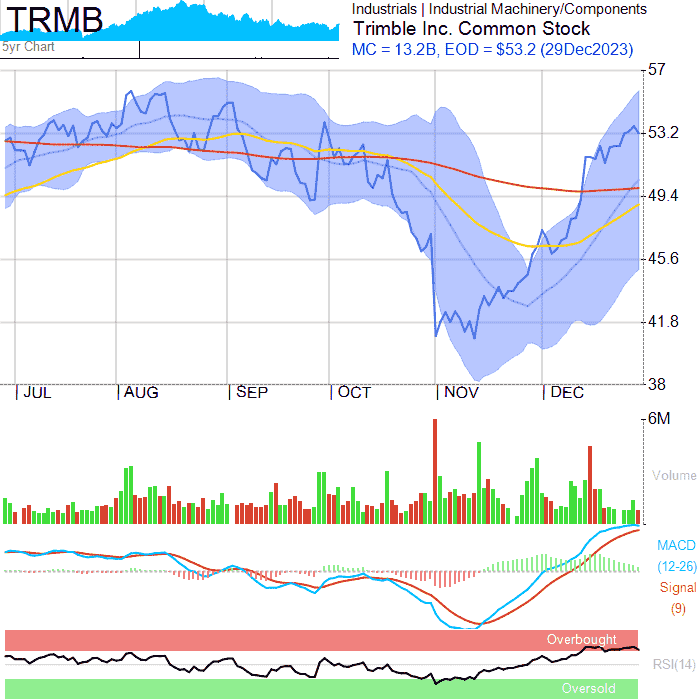 TRMB
5yr Chart
Industrials | Industrial Machinery/Components
Trimble Inc. Common Stock
MC = 13.2B, EOD = $53.2 (29Dec2023)
57
53.2
49.4
45.6
41.8
38
JUL AUG SEP OCT NOV DEC
6M
Volume
MACD
(12-26)
Signal
(9)
Overbought
RSI(14)
Oversold